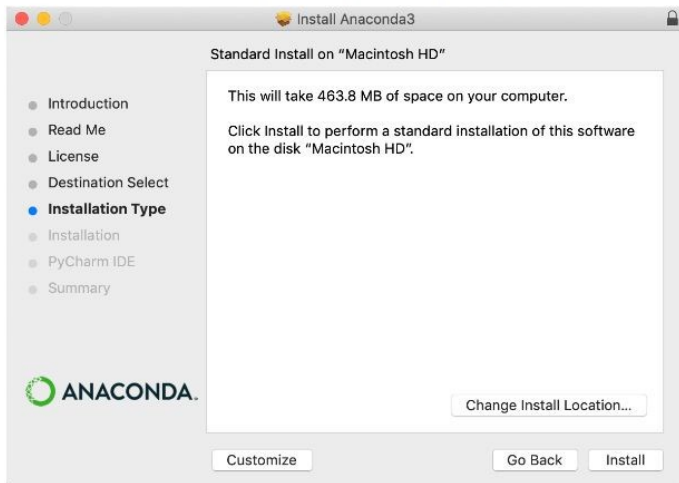 Install Anaconda3
Standard Install on “Macintosh HD”
Introduction
Read Me
License
Destination Select
Installation Type
Installation
PyCharm IDE
Summary
This will take 463.8 MB of space on your computer.
Click Install to perform a standard installation of this software
on the disk “Macintosh HD”.
ANACONDA.
Change Install Location...
Customize
Go Back
Install